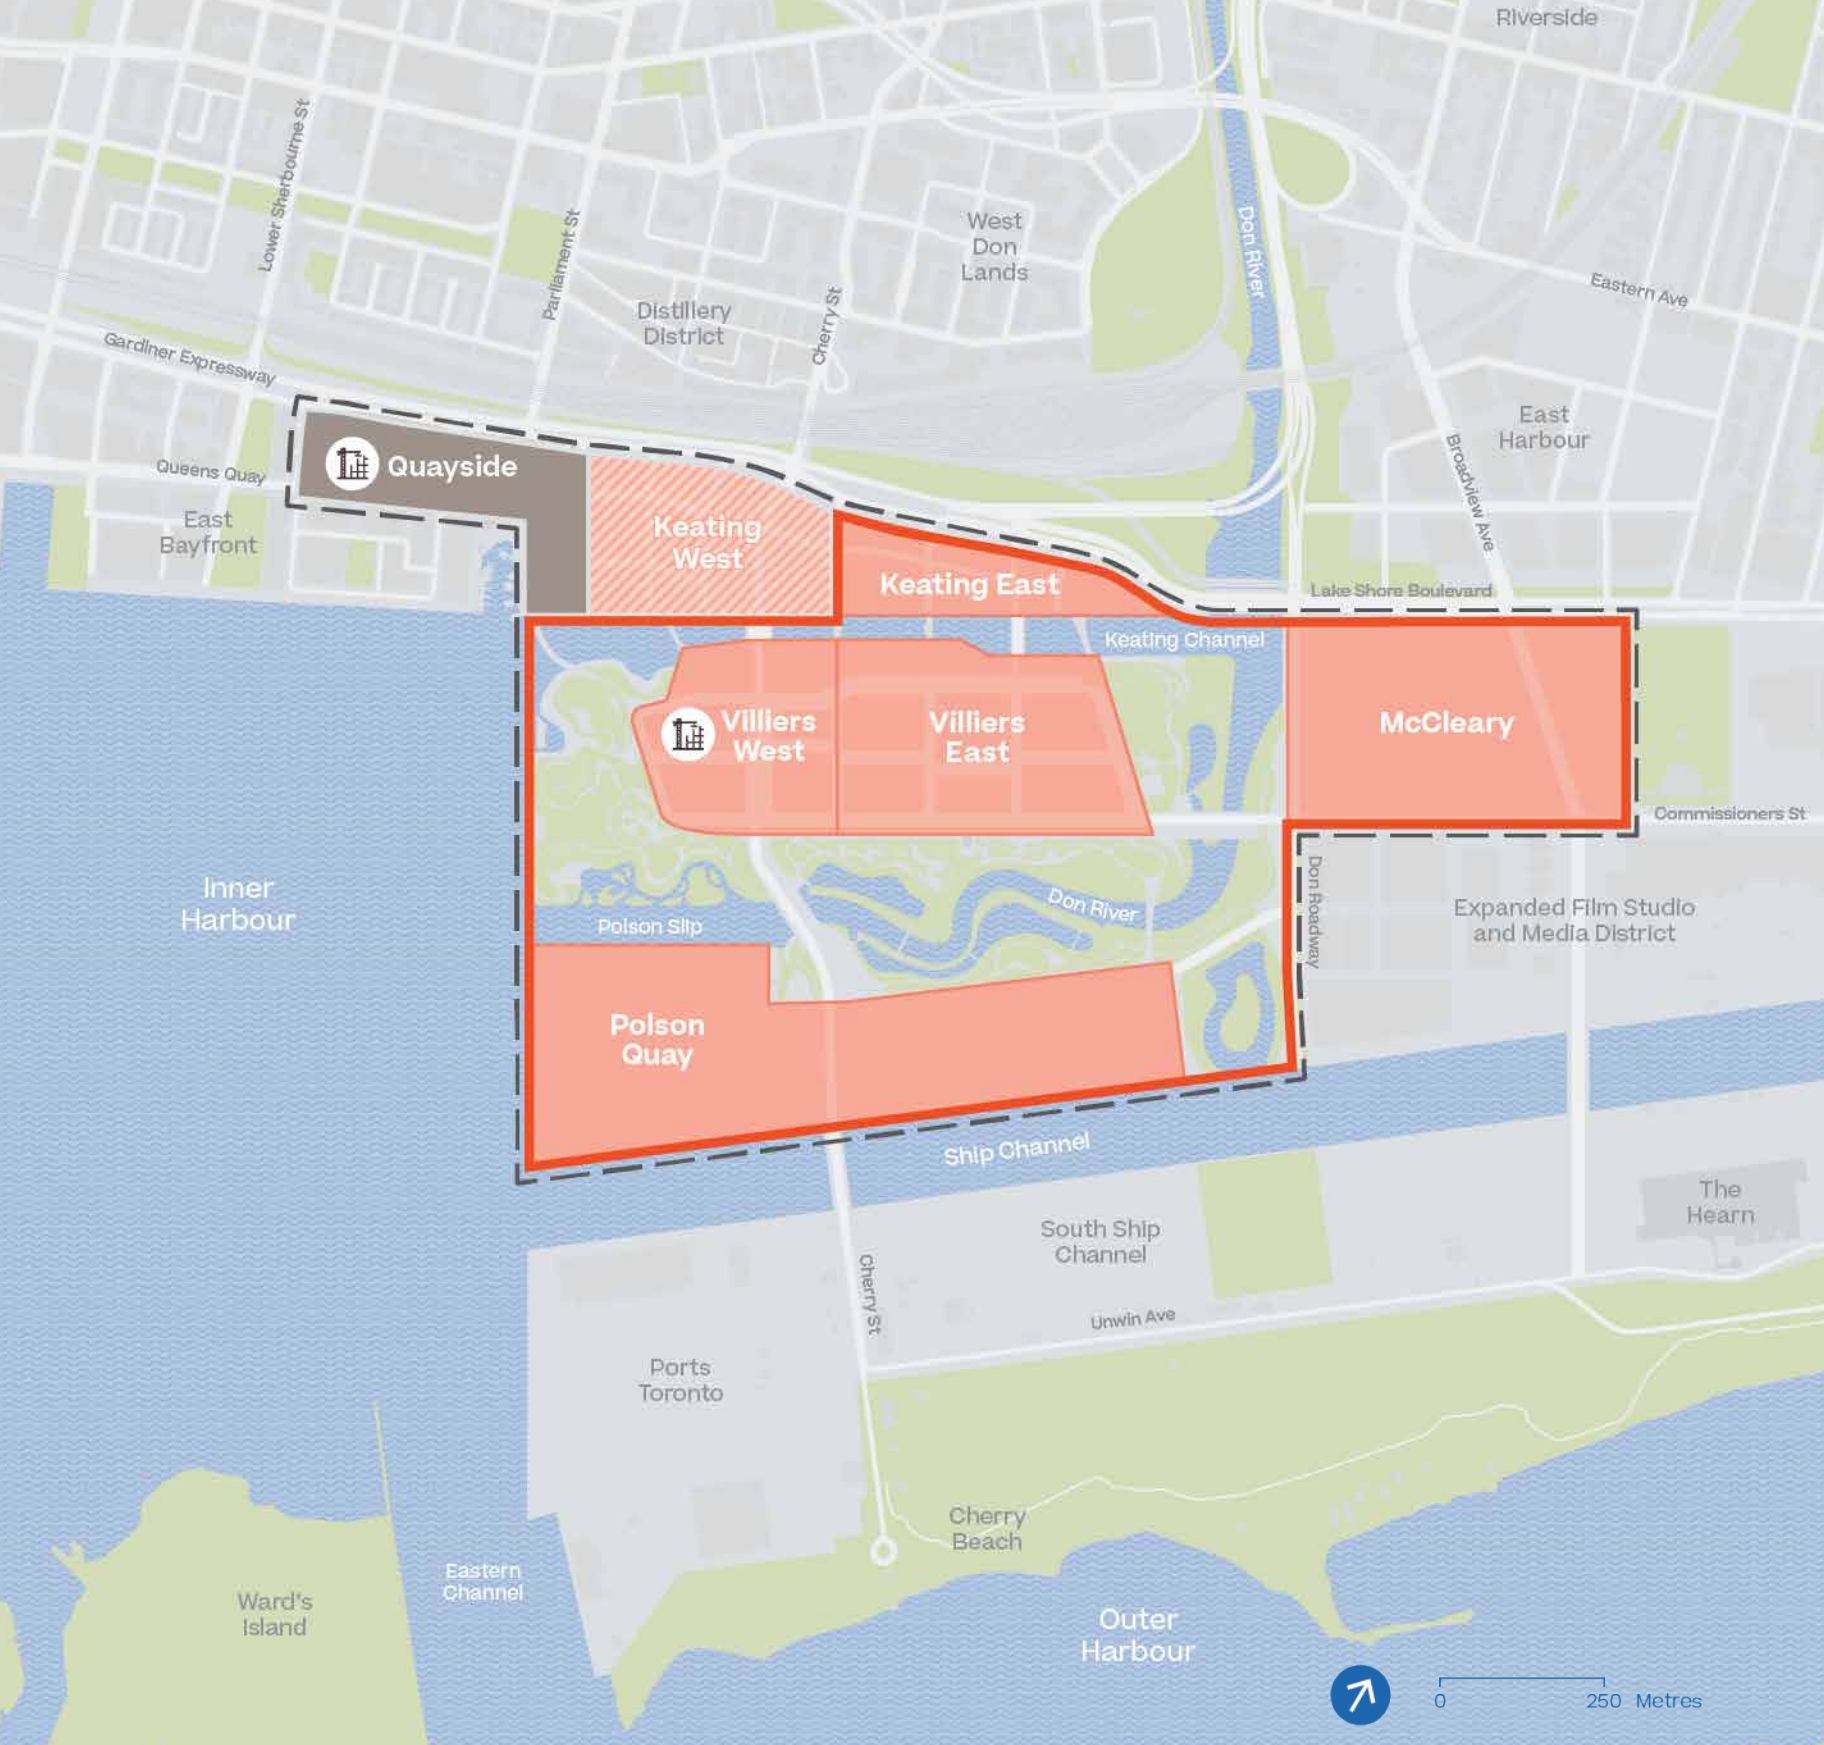 Riverside
Lower Sherbourne St
Parliament St
West
Don
Lands
Don River
Eastern Ave
Distillery
District
Cherry St
Gardiner Expressway
East
Harbour
Broadview Ave
Quayside
Queens Quay
East
Bayfront
Keating
West
Keating East
Lake Shore Boulevard
Keating Channel
Villiers
West
Villiers
East
McCleary
Commissioners St
Inner
Harbour
Don River
Don Roadway
Expanded Film Studio
and Media District
Polson Slip
Polson
Quay
Ship Channel
The
Hearn
South Ship
Channel
Cherry St
Unwin Ave
Ports
Toronto
Cherry
Beach
Eastern
Channel
Ward's
Island
Outer
Harbour
0 250 Metres